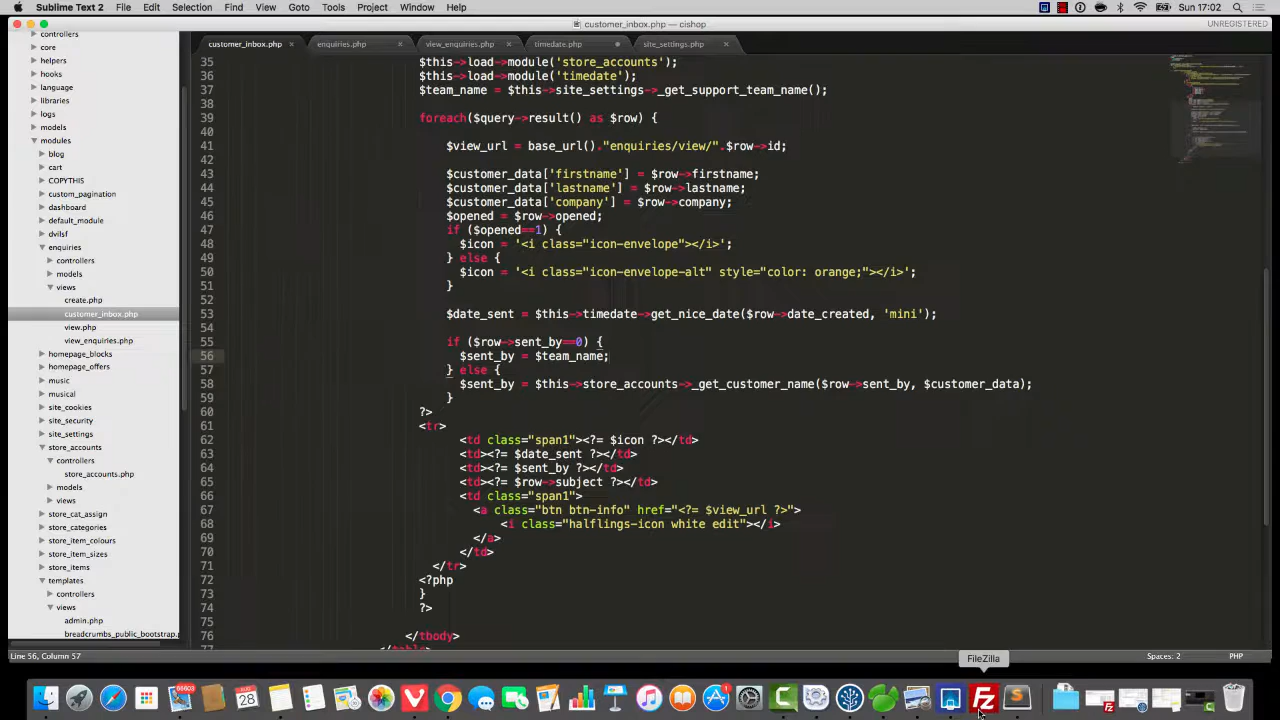 Sublime Text 2 File Edit Selection Find View Goto Tools Project Window Help Sun 17:02
customer_inbox.php — cishop UNREGISTERED
controllers
core
helpers
hooks
language
libraries
logs
models
modules
blog
cart
COPYTHIS
custom_pagination
dashboard
default_module
dvilsf
enquiries
controllers
models
views
create.php
customer_inbox.php
view.php
view_enquiries.php
homepage_blocks
homepage_offers
music
musical
site_cookies
site_security
site_settings
store_accounts
controllers
store_accounts.php
models
views
store_cat_assign
store_categories
store_item_colours
store_item_sizes
store_items
templates
controllers
views
admin.php
breadcrumbs_public_bootstrap.p
customer_inbox.php × enquiries.php × view_enquiries.php × timedate.php site_settings.php ×
35 $this->load->module('store_accounts');
36 $this->load->module('timedate');
37 $team_name = $this->site_settings->_get_support_team_name();
38
39 foreach($query->result() as $row) {
40
41 $view_url = base_url()."enquiries/view/".$row->id;
42
43 $customer_data['firstname'] = $row->firstname;
44 $customer_data['lastname'] = $row->lastname;
45 $customer_data['company'] = $row->company;
46 $opened = $row->opened;
47 if ($opened==1) {
48 $icon = '<i class="icon-envelope"></i>';
49 } else {
50 $icon = '<i class="icon-envelope-alt" style="color: orange;"></i>';
51 }
52
53 $date_sent = $this->timedate->get_nice_date($row->date_created, 'mini');
54
55 if ($row->sent_by==0) {
56 $sent_by = $team_name;
57 } else {
58 $sent_by = $this->store_accounts->_get_customer_name($row->sent_by, $customer_data);
59 }
60 ?>
61 <tr>
62 <td class="span1"><?= $icon ?></td>
63 <td><?= $date_sent ?></td>
64 <td><?= $sent_by ?></td>
65 <td><?= $row->subject ?></td>
66 <td class="span1">
67 <a class="btn btn-info" href="<?= $view_url ?>">
68 <i class="halflings-icon white edit"></i>
69 </a>
70 </td>
71 </tr>
72 <?php
73 }
74 ?>
75
76 </tbody>
77
Line 56, Column 57 Spaces: 2 PHP
FileZilla